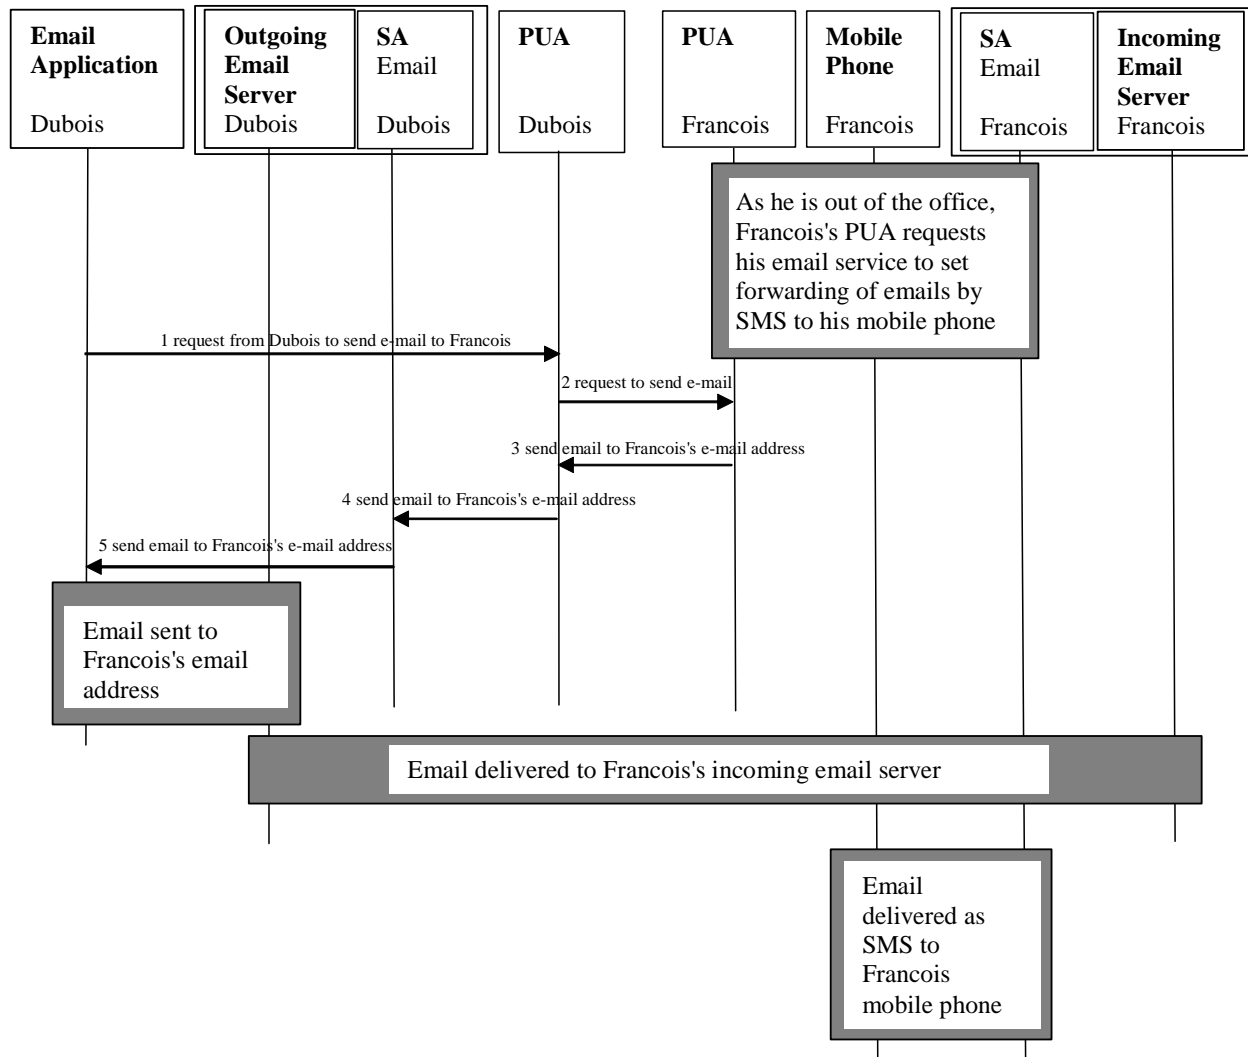 Email
Application
Dubois
Outgoing
Email
Server
Dubois
SA
Email
Dubois
PUA
Dubois
PUA
Francois
Mobile
Phone
Francois
SA
Email
Francois
Incoming
Email
Server
Francois
As he is out of the office,
Francois's PUA requests
his email service to set
forwarding of emails by
SMS to his mobile phone
1 request from Dubois to send e-mail to Francois
2 request to send e-mail
3 send email to Francois's e-mail address
4 send email to Francois's e-mail address
5 send email to Francois's e-mail address
Email sent to
Francois's email
address
Email delivered to Francois's incoming email server
Email
delivered as
SMS to
Francois
mobile phone